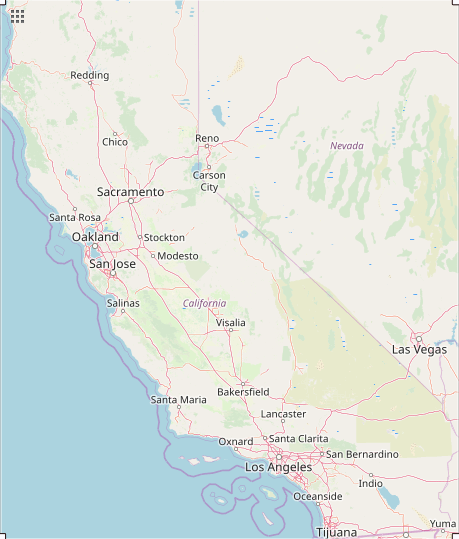 Redding
Chico
Reno
Nevada
Carson
City
Sacramento
Santa Rosa
Oakland
Stockton
Modesto
San Jose
Salinas
California
Visalia
Las Vegas
Bakersfield
Santa Maria
Lancaster
Oxnard
Santa Clarita
San Bernardino
Los Angeles
Indio
Oceanside
Yuma
Tijuana